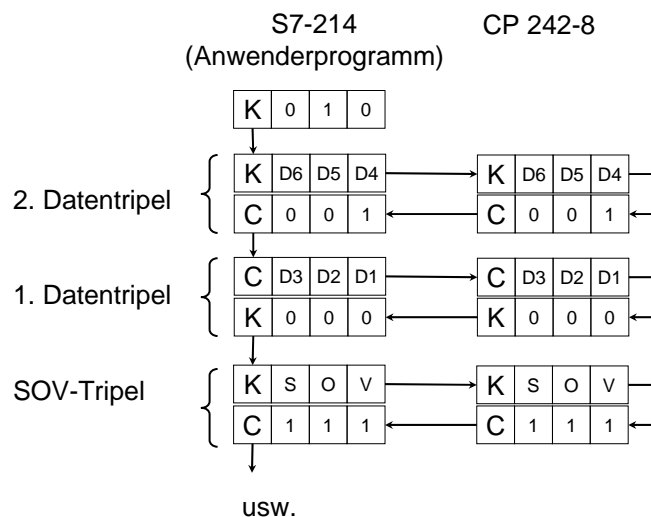 S7-214 CP 242-8
(Anwenderprogramm)
K 0 1 0
2. Datentripel
K D6 D5 D4 K D6 D5 D4
C 0 0 1 C 0 0 1
1. Datentripel
C D3 D2 D1 C D3 D2 D1
K 0 0 0 K 0 0 0
SOV-Tripel
K S O V K S O V
C 1 1 1 C 1 1 1
usw.